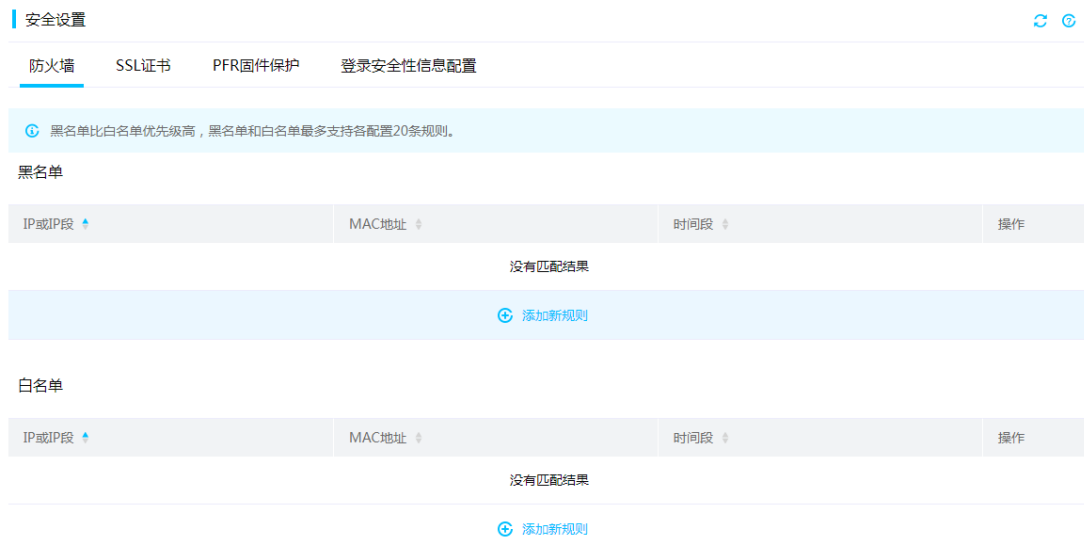 安全设置
防火墙 SSL证书 PFR固件保护 登录安全性信息配置
黑名单比白名单优先级高，黑名单和白名单最多支持各配置20条规则。
黑名单
IP或IP段 MAC地址 时间段 操作
没有匹配结果
添加新规则
白名单
IP或IP段 MAC地址 时间段 操作
没有匹配结果
添加新规则